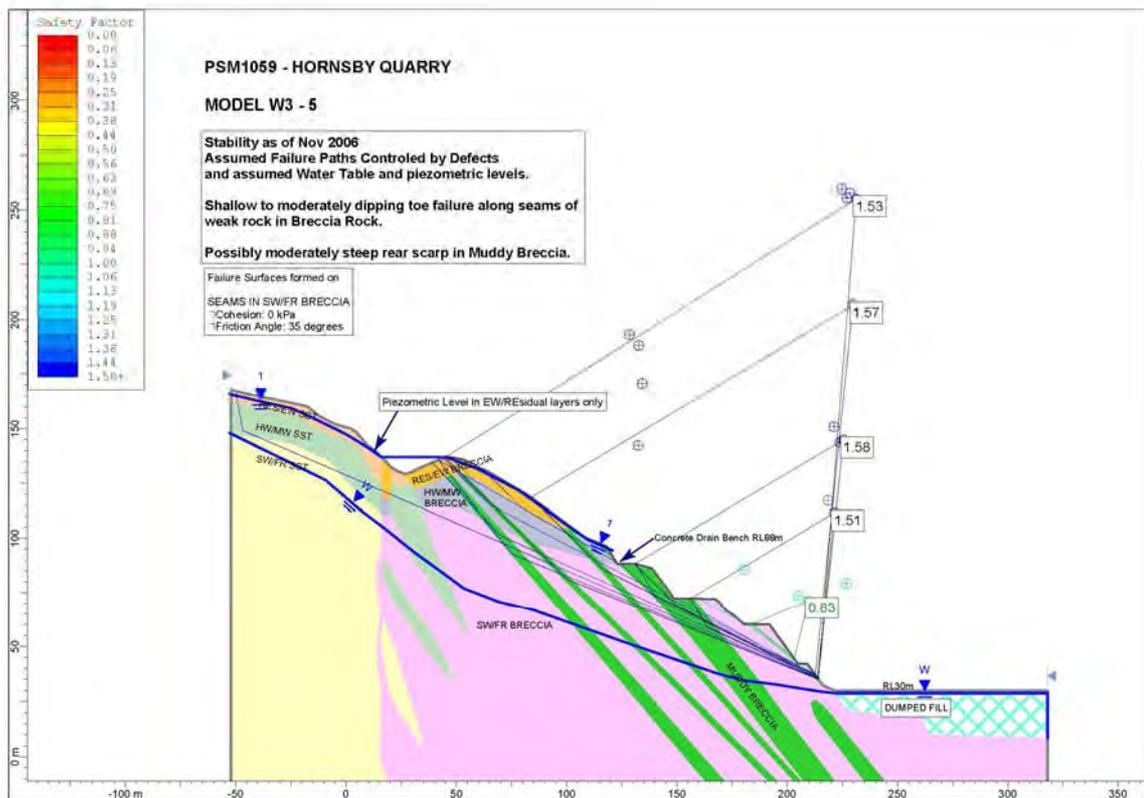 Safety Factor
0.00
0.06
0.13
0.19
0.25
0.31
0.38
0.44
0.50
0.56
0.63
0.69
0.75
0.81
0.88
0.94
1.00
1.06
1.13
1.19
1.25
1.31
1.38
1.44
1.50+
PSM1059 - HORNSBY QUARRY
MODEL W3 - 5
Stability as of Nov 2006
Assumed Failure Paths Controled by Defects
and assumed Water Table and piezometric levels.
Shallow to moderately dipping toe failure along seams of
weak rock in Breccia Rock.
Possibly moderately steep rear scarp in Muddy Breccia.
Failure Surfaces formed on
SEAMS IN SW/FR BRECCIA
Cohesion: 0 kPa
Friction Angle: 35 degrees
1.53
1.57
1.58
1.51
0.83
1
Piezometric Level in EW/REsidual layers only
RES/EW SST
HW/MW SST
SW/FR SST
W
RES/EW BRECCIA
HW/MW
BRECCIA
7
Concrete Drain Bench RL88m
SW/FR BRECCIA
MUDDY BRECCIA
RL30m
W
DUMPED FILL
300
250
200
150
100
50
0 m
-100 m
-50
0
50
100
150
200
250
300
350